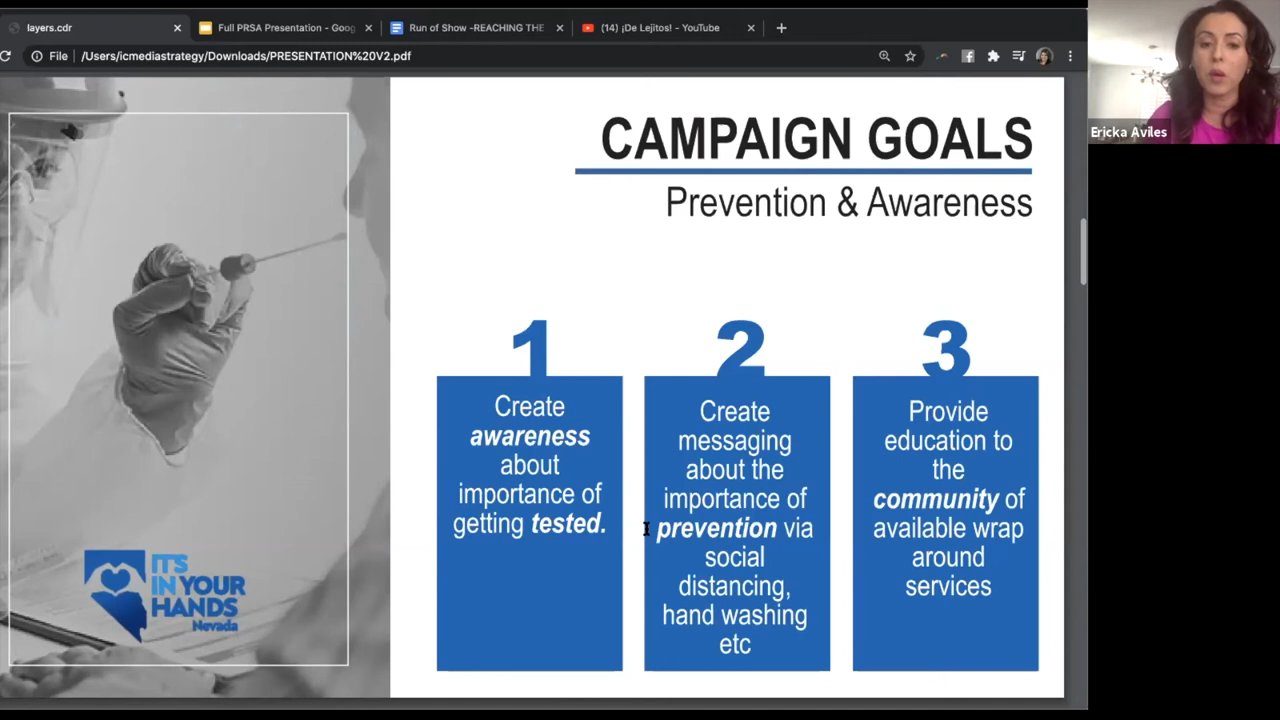 layers.cdr
Full PRSA Presentation - Goog
Run of Show -REACHING THE
(14) ¡De Lejitos! - YouTube
File
/Users/icmediastrategy/Downloads/PRESENTATION%20V2.pdf
Ericka Aviles
CAMPAIGN GOALS
Prevention & Awareness
1
Create
awareness
about
importance of
getting tested.
2
Create
messaging
about the
importance of
prevention via
social
distancing,
hand washing
etc
3
Provide
education to
the
community of
available wrap
around
services
IT'S
IN YOUR
HANDS
Nevada